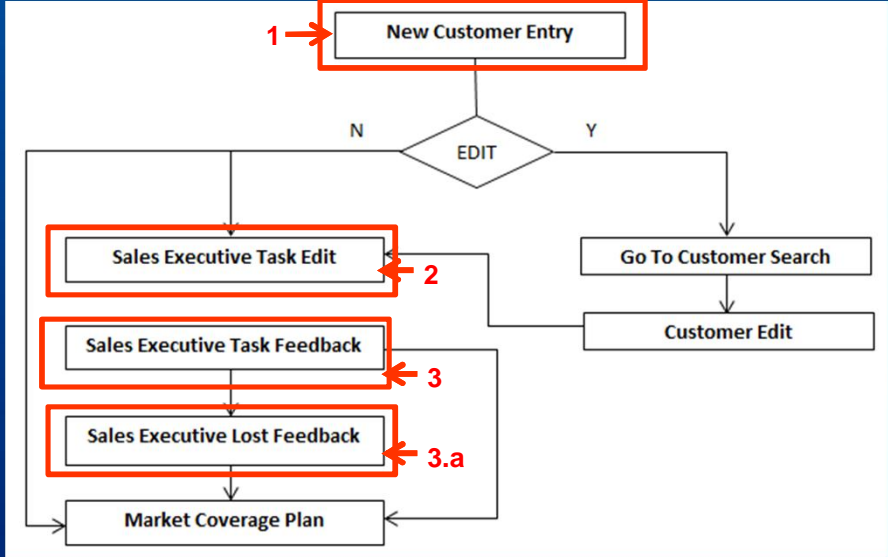 1
New Customer Entry
N
Y
EDIT
Sales Executive Task Edit
2
Go To Customer Search
Customer Edit
Sales Executive Task Feedback
3
Sales Executive Lost Feedback
3.a
Market Coverage Plan